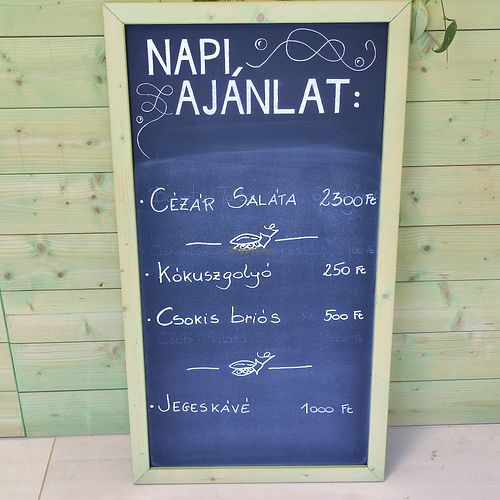 NAPI
AJÁNLAT:
• CÉZÁR SALÁTA 2300 Ft
• Kókuszgolyó 250 Ft
• Csokis briós 500 Ft
• JEGESKÁVÉ 1000 Ft